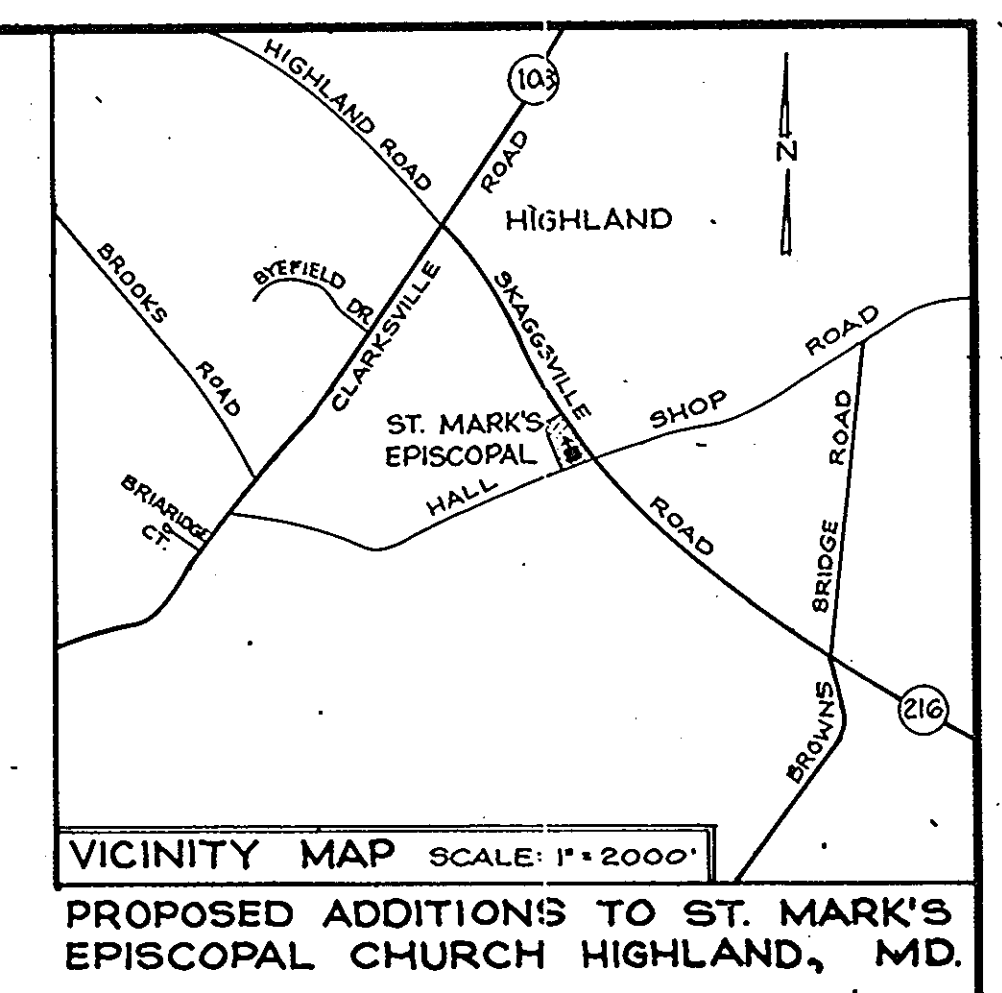 HIGHLAND ROAD
103
CLARKSVILLE ROAD
N
HIGHLAND
BROOKS ROAD
BYEFIELD DR.
SKAGGSVILLE ROAD
HALL SHOP ROAD
ST. MARK'S
EPISCOPAL
BRIARIDGE
CT.
BROWNS BRIDGE ROAD
216
VICINITY MAP SCALE: 1" = 2000'
PROPOSED ADDITIONS TO ST. MARK'S
EPISCOPAL CHURCH HIGHLAND, MD.